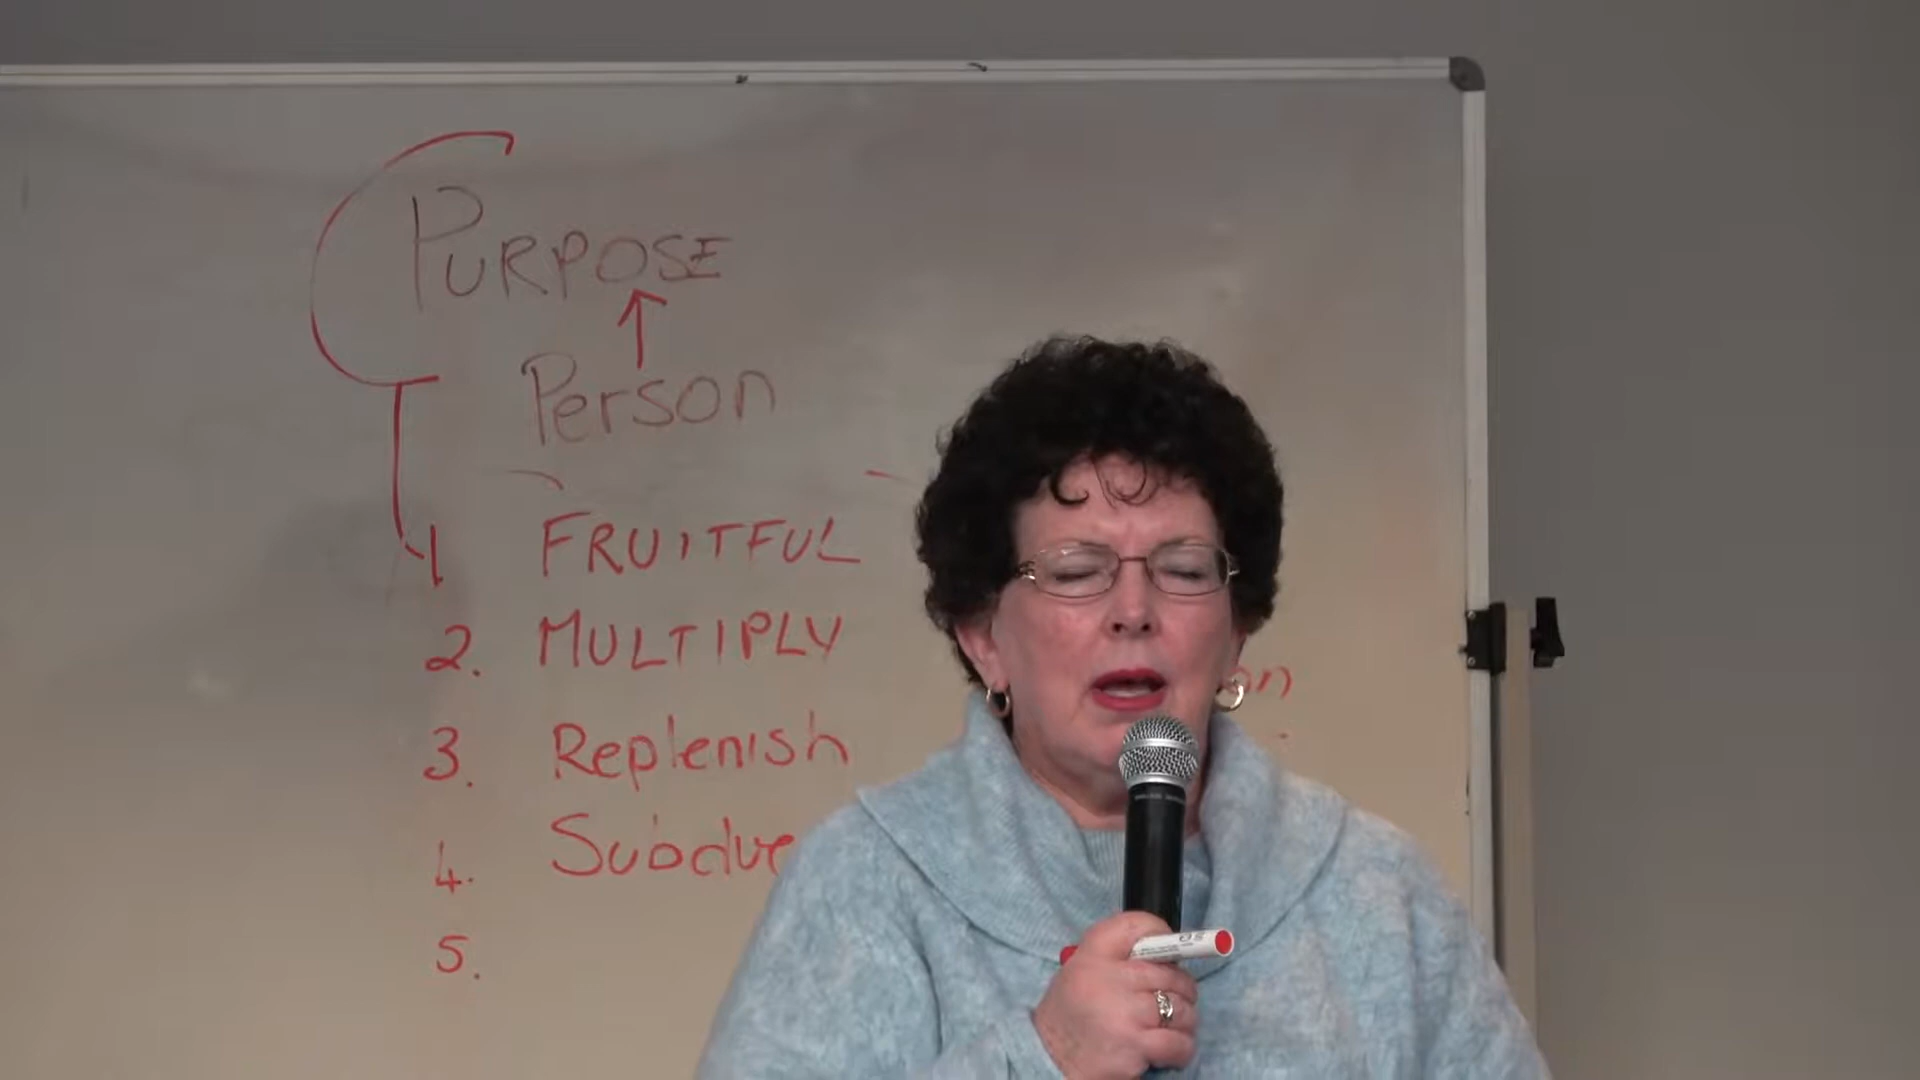 PURPOSE
Person
1 FRUITFUL
2. MULTIPLY
3. Replenish
4. Subdue
5.